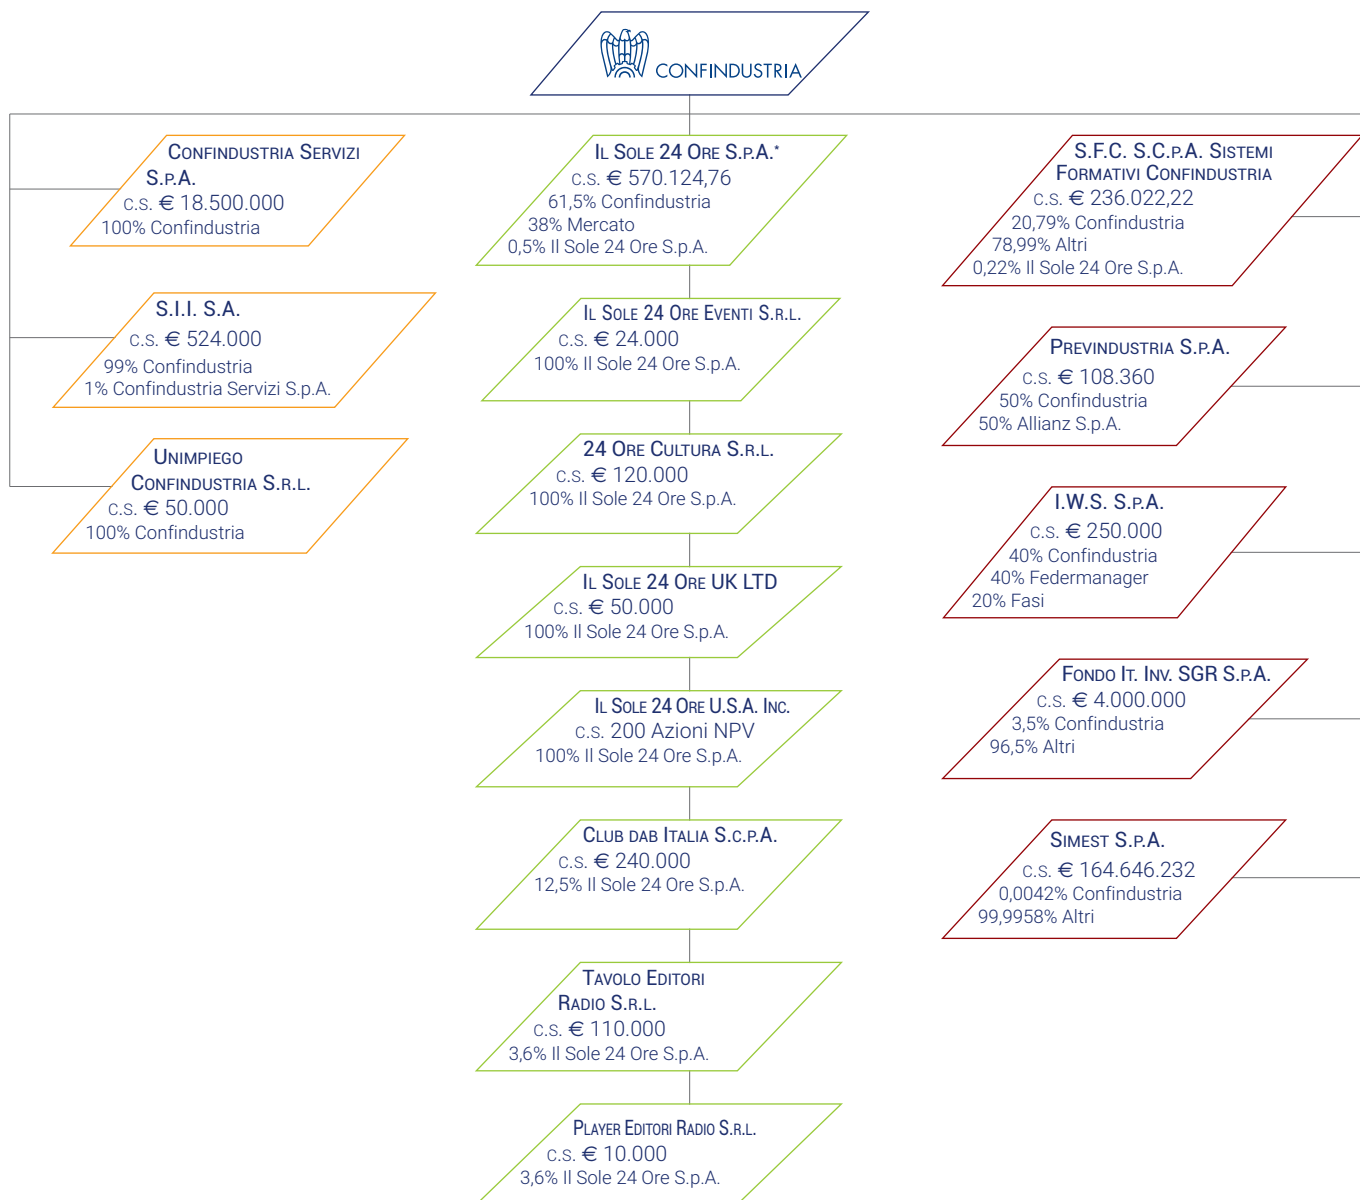 CONFINDUSTRIA
Confindustria Servizi
S.p.A.
c.s. € 18.500.000
100% Confindustria
S.I.I. S.A.
c.s. € 524.000
99% Confindustria
1% Confindustria Servizi S.p.A.
Unimpiego
Confindustria S.r.l.
c.s. € 50.000
100% Confindustria
Il Sole 24 Ore S.p.A.*
c.s. € 570.124,76
61,5% Confindustria
38% Mercato
0,5% Il Sole 24 Ore S.p.A.
Il Sole 24 Ore Eventi S.r.l.
c.s. € 24.000
100% Il Sole 24 Ore S.p.A.
24 Ore Cultura S.r.l.
c.s. € 120.000
100% Il Sole 24 Ore S.p.A.
Il Sole 24 Ore UK LTD
c.s. € 50.000
100% Il Sole 24 Ore S.p.A.
Il Sole 24 Ore U.S.A. Inc.
c.s. 200 Azioni NPV
100% Il Sole 24 Ore S.p.A.
Club dab Italia S.c.p.A.
c.s. € 240.000
12,5% Il Sole 24 Ore S.p.A.
Tavolo Editori
Radio S.r.l.
c.s. € 110.000
3,6% Il Sole 24 Ore S.p.A.
Player Editori Radio S.r.l.
c.s. € 10.000
3,6% Il Sole 24 Ore S.p.A.
S.F.C. S.C.p.A. Sistemi
Formativi Confindustria
c.s. € 236.022,22
20,79% Confindustria
78,99% Altri
0,22% Il Sole 24 Ore S.p.A.
Previndustria S.p.A.
c.s. € 108.360
50% Confindustria
50% Allianz S.p.A.
I.W.S. S.p.A.
c.s. € 250.000
40% Confindustria
40% Federmanager
20% Fasi
Fondo It. Inv. SGR S.p.A.
c.s. € 4.000.000
3,5% Confindustria
96,5% Altri
Simest S.p.A.
c.s. € 164.646.232
0,0042% Confindustria
99,9958% Altri